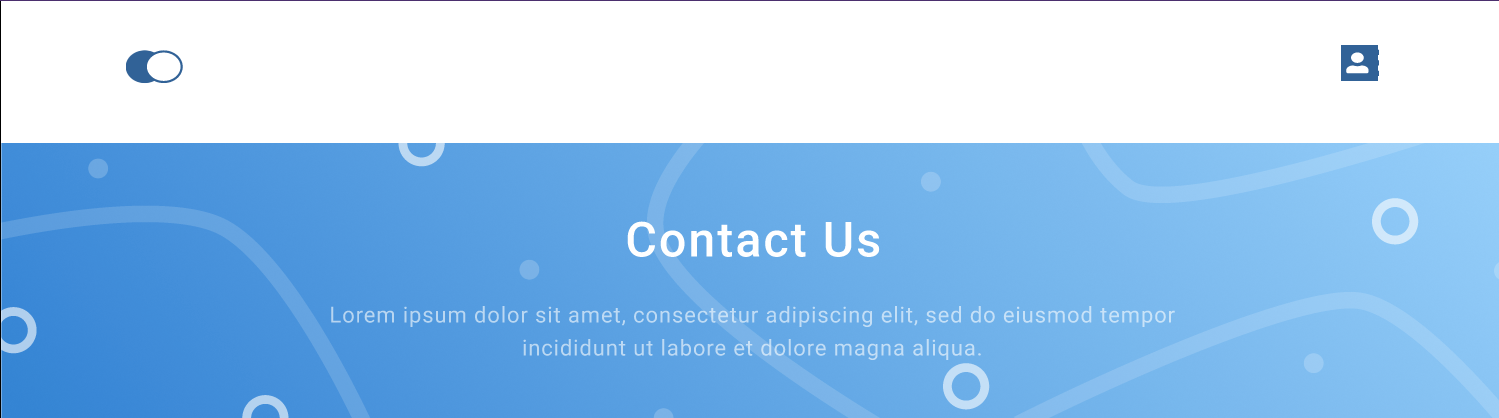 Contact Us
Lorem ipsum dolor sit amet, consectetur adipiscing elit, sed do eiusmod tempor
incididunt ut labore et dolore magna aliqua.